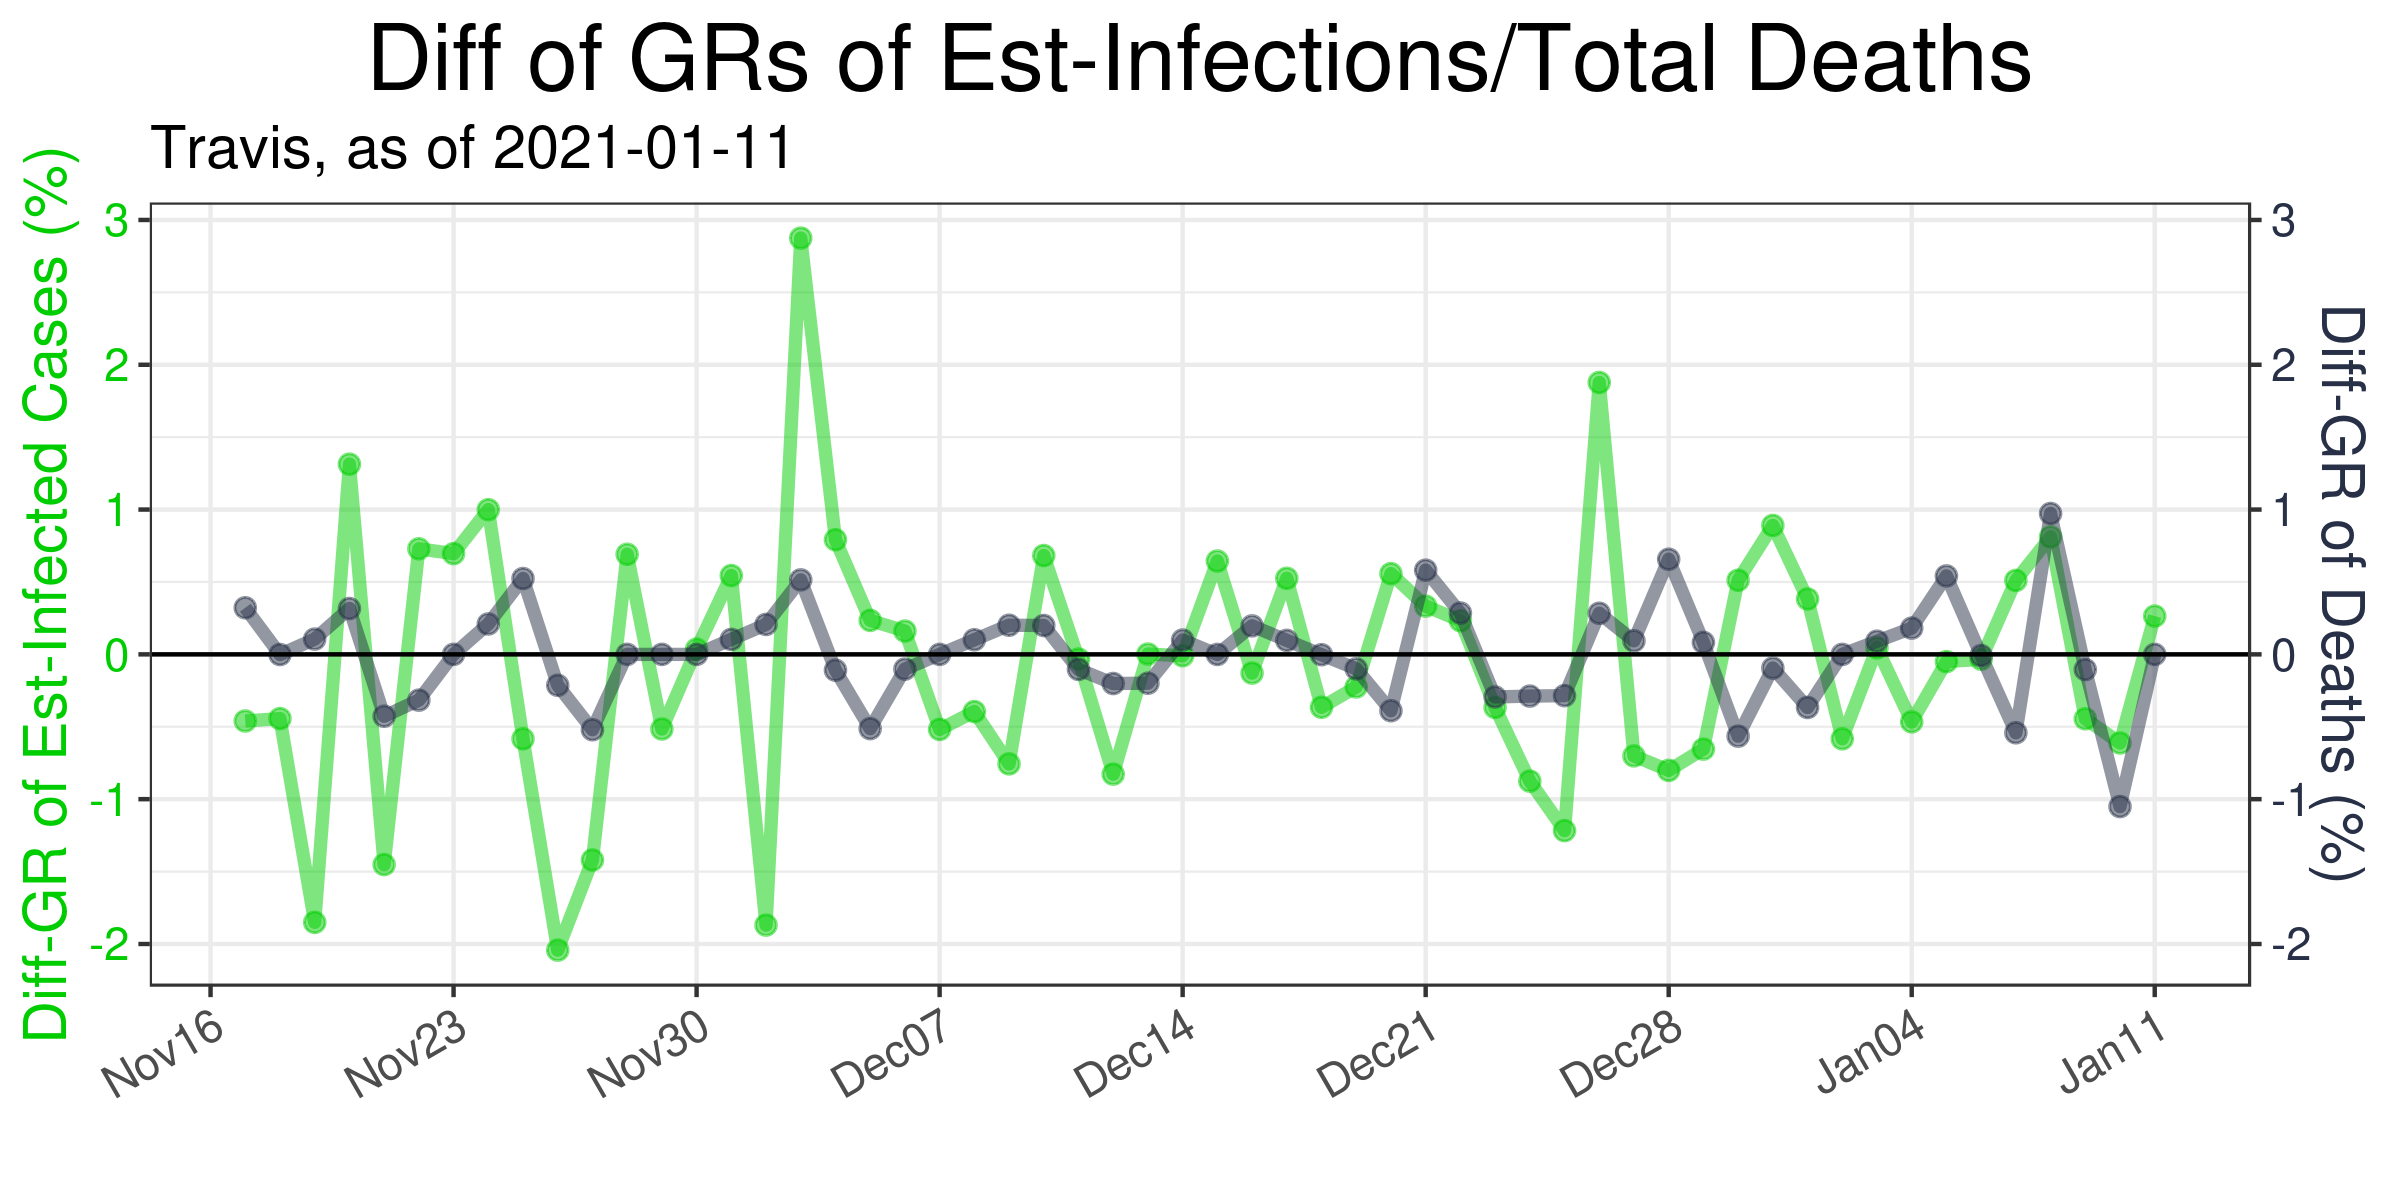 Diff of GRs of Est-Infections/Total Deaths
Travis, as of 2021-01-11
Diff-GR of Est-Infected Cases (%)
3
2
1
0
-1
-2
3
2
1
0
-1
-2
Diff-GR of Deaths (%)
Nov16
Nov23
Nov30
Dec07
Dec14
Dec21
Dec28
Jan04
Jan11